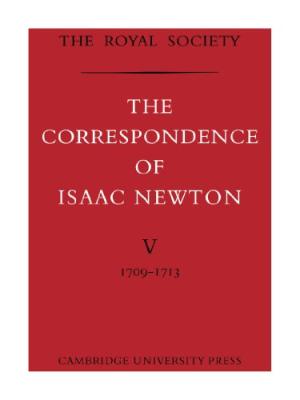 THE ROYAL SOCIETY
THE
CORRESPONDENCE
OF
ISAAC NEWTON
V
1709–1713
CAMBRIDGE UNIVERSITY PRESS